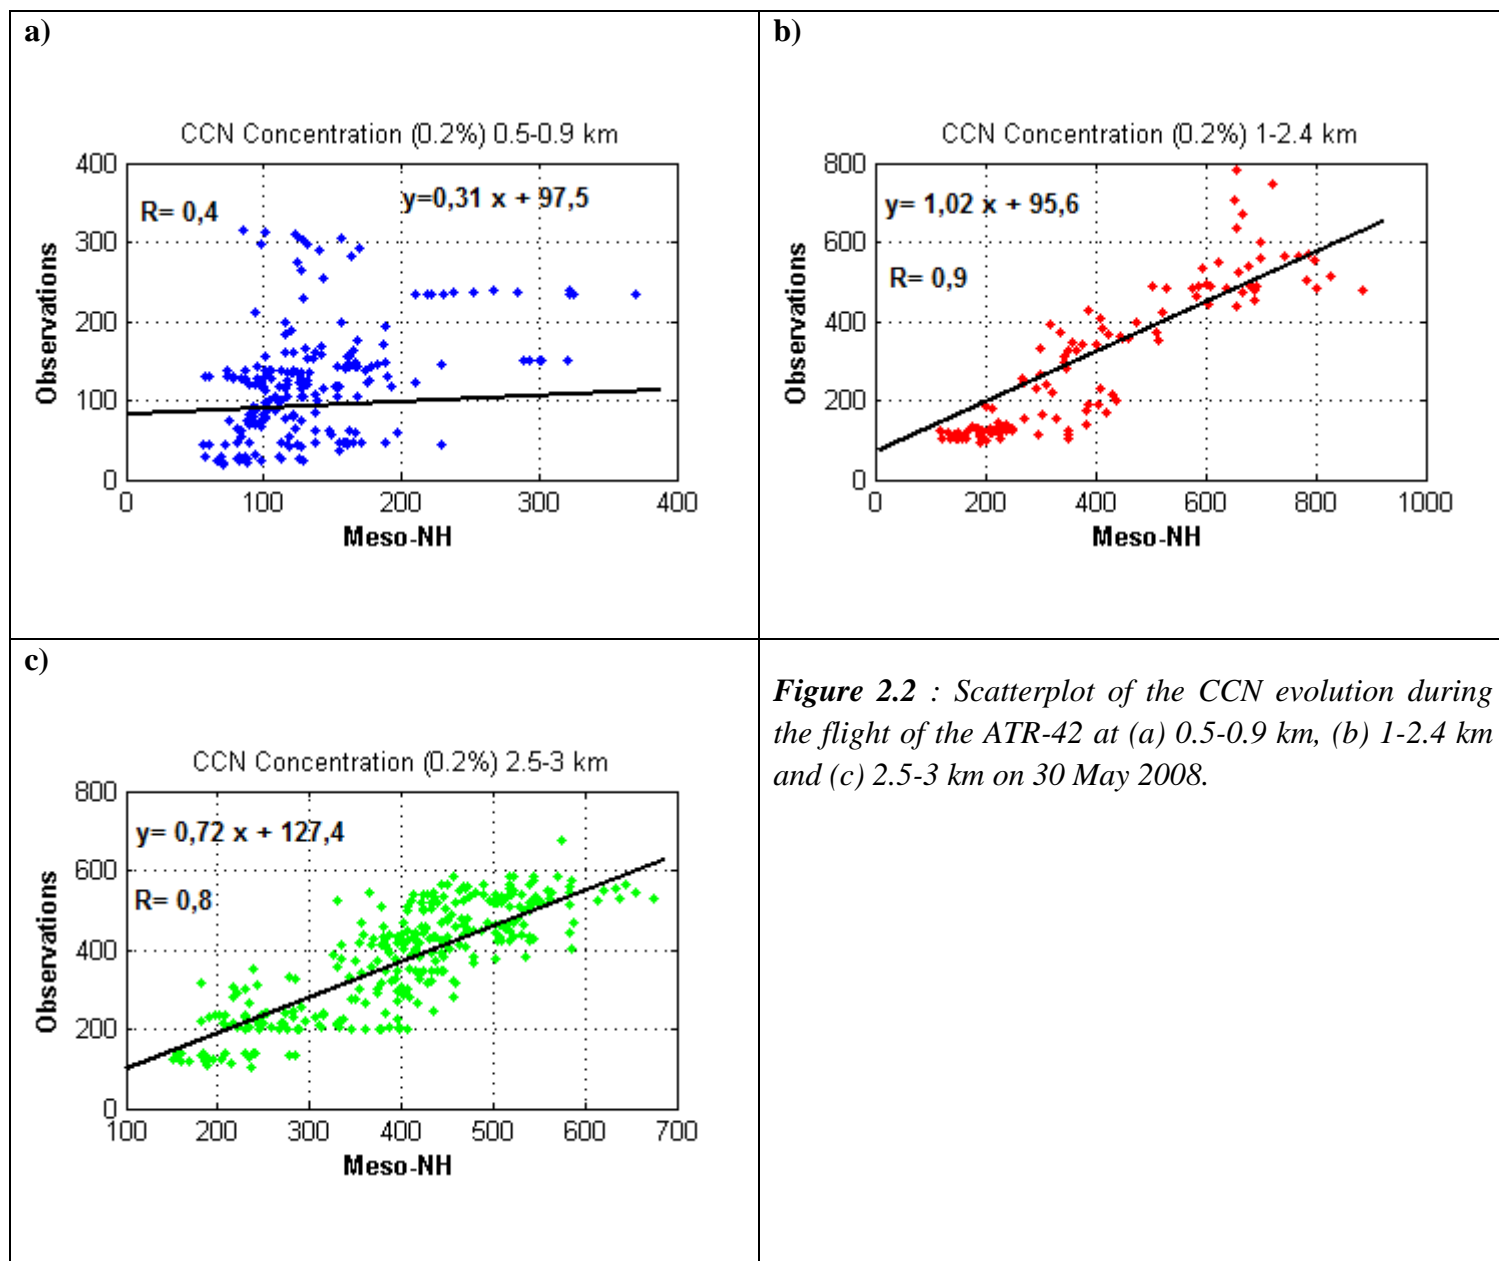 a)
CCN Concentration (0.2%) 0.5-0.9 km
400
300
200
100
0
Observations
R= 0,4
y=0,31 x + 97,5
0 100 200 300 400
Meso-NH
b)
CCN Concentration (0.2%) 1-2.4 km
800
600
400
200
0
Observations
y= 1,02 x + 95,6
R= 0,9
0 200 400 600 800 1000
Meso-NH
c)
CCN Concentration (0.2%) 2.5-3 km
800
600
400
200
0
Observations
y= 0,72 x + 127,4
R= 0,8
100 200 300 400 500 600 700
Meso-NH
Figure 2.2 : Scatterplot of the CCN evolution during
the flight of the ATR-42 at (a) 0.5-0.9 km, (b) 1-2.4 km
and (c) 2.5-3 km on 30 May 2008.